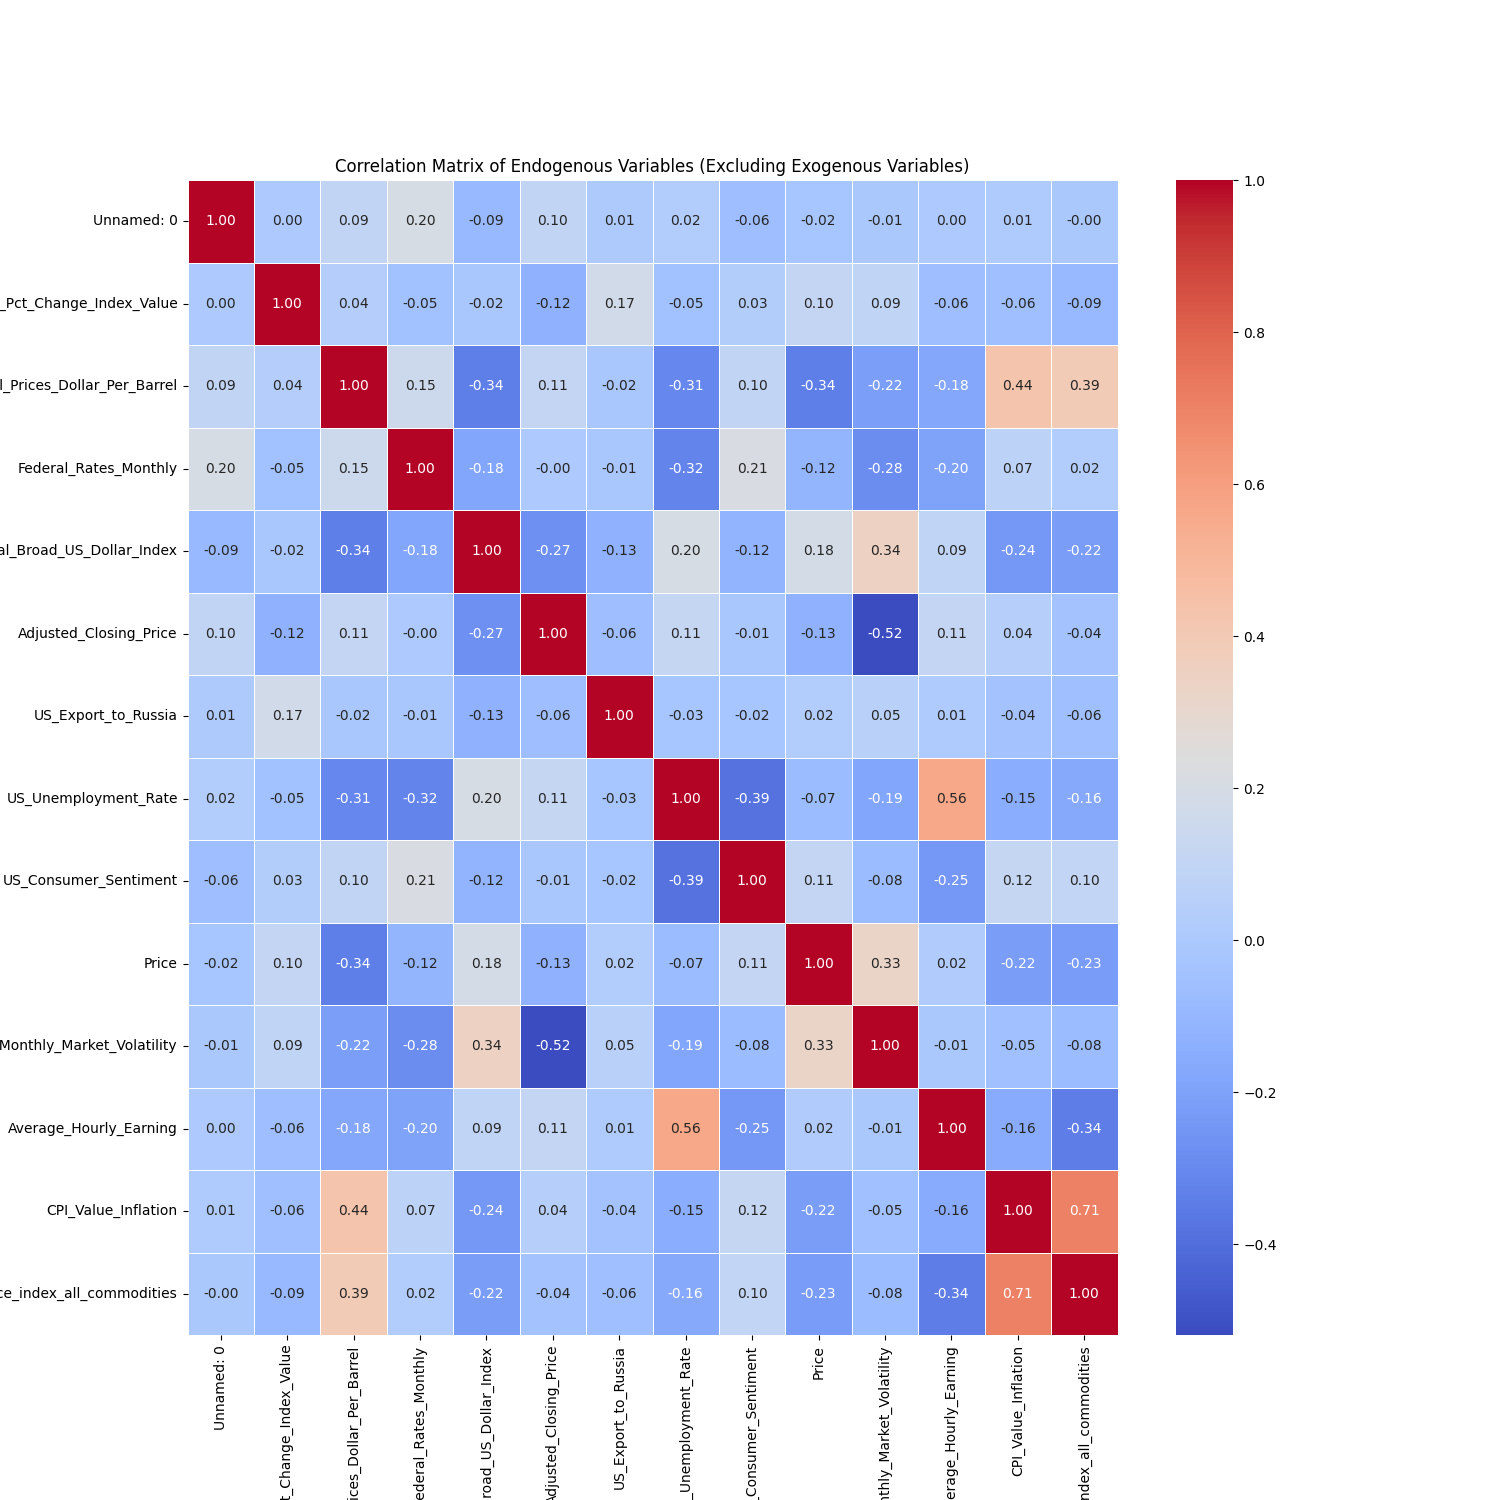 Correlation Matrix of Endogenous Variables (Excluding Exogenous Variables)
Unnamed: 0 1.00 0.00 0.09 0.20 -0.09 0.10 0.01 0.02 -0.06 -0.02 -0.01 0.00 0.01 -0.00
_Pct_Change_Index_Value 0.00 1.00 0.04 -0.05 -0.02 -0.12 0.17 -0.05 0.03 0.10 0.09 -0.06 -0.06 -0.09
l_Prices_Dollar_Per_Barrel 0.09 0.04 1.00 0.15 -0.34 0.11 -0.02 -0.31 0.10 -0.34 -0.22 -0.18 0.44 0.39
Federal_Rates_Monthly 0.20 -0.05 0.15 1.00 -0.18 -0.00 -0.01 -0.32 0.21 -0.12 -0.28 -0.20 0.07 0.02
al_Broad_US_Dollar_Index -0.09 -0.02 -0.34 -0.18 1.00 -0.27 -0.13 0.20 -0.12 0.18 0.34 0.09 -0.24 -0.22
Adjusted_Closing_Price 0.10 -0.12 0.11 -0.00 -0.27 1.00 -0.06 0.11 -0.01 -0.13 -0.52 0.11 0.04 -0.04
US_Export_to_Russia 0.01 0.17 -0.02 -0.01 -0.13 -0.06 1.00 -0.03 -0.02 0.02 0.05 0.01 -0.04 -0.06
US_Unemployment_Rate 0.02 -0.05 -0.31 -0.32 0.20 0.11 -0.03 1.00 -0.39 -0.07 -0.19 0.56 -0.15 -0.16
US_Consumer_Sentiment -0.06 0.03 0.10 0.21 -0.12 -0.01 -0.02 -0.39 1.00 0.11 -0.08 -0.25 0.12 0.10
Price -0.02 0.10 -0.34 -0.12 0.18 -0.13 0.02 -0.07 0.11 1.00 0.33 0.02 -0.22 -0.23
Monthly_Market_Volatility -0.01 0.09 -0.22 -0.28 0.34 -0.52 0.05 -0.19 -0.08 0.33 1.00 -0.01 -0.05 -0.08
Average_Hourly_Earning 0.00 -0.06 -0.18 -0.20 0.09 0.11 0.01 0.56 -0.25 0.02 -0.01 1.00 -0.16 -0.34
CPI_Value_Inflation 0.01 -0.06 0.44 0.07 -0.24 0.04 -0.04 -0.15 0.12 -0.22 -0.05 -0.16 1.00 0.71
ce_index_all_commodities -0.00 -0.09 0.39 0.02 -0.22 -0.04 -0.06 -0.16 0.10 -0.23 -0.08 -0.34 0.71 1.00
Unnamed: 0
t_Change_Index_Value
ices_Dollar_Per_Barrel
ederal_Rates_Monthly
road_US_Dollar_Index
Adjusted_Closing_Price
US_Export_to_Russia
_Unemployment_Rate
_Consumer_Sentiment
Price
nthly_Market_Volatility
erage_Hourly_Earning
CPI_Value_Inflation
ndex_all_commodities
1.0
0.8
0.6
0.4
0.2
0.0
−0.2
−0.4